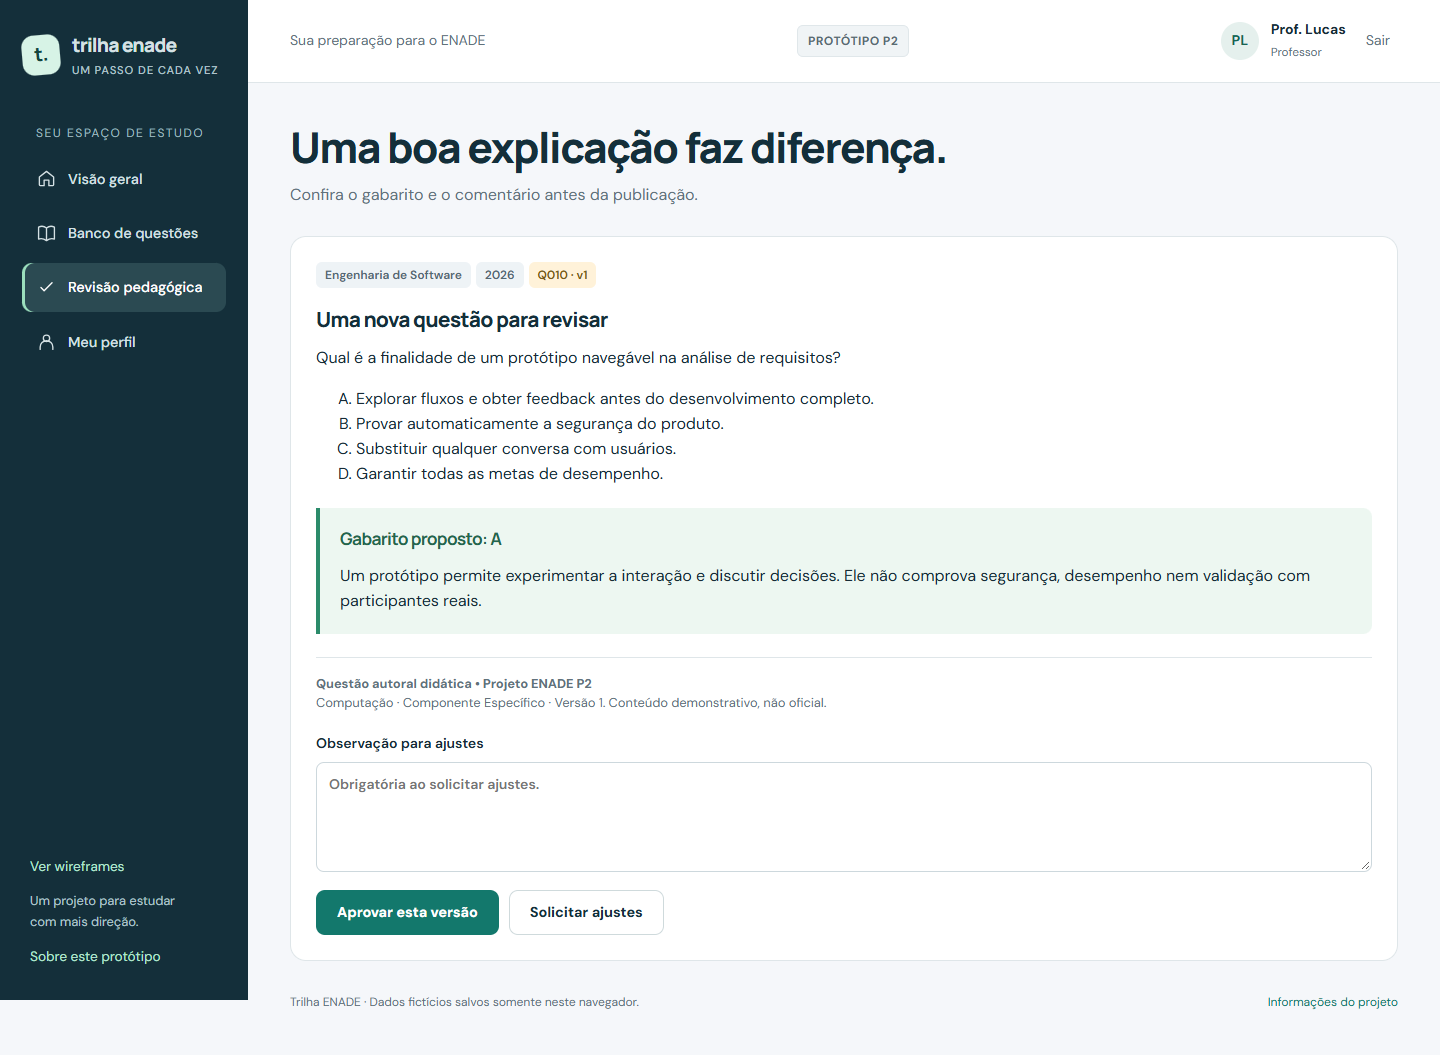 t.
trilha enade
UM PASSO DE CADA VEZ
SEU ESPAÇO DE ESTUDO
Visão geral
Banco de questões
Revisão pedagógica
Meu perfil
Ver wireframes
Um projeto para estudar
com mais direção.
Sobre este protótipo
Sua preparação para o ENADE
PROTÓTIPO P2
PL
Prof. Lucas
Professor
Sair
Uma boa explicação faz diferença.
Confira o gabarito e o comentário antes da publicação.
Engenharia de Software
2026
Q010 · v1
Uma nova questão para revisar
Qual é a finalidade de um protótipo navegável na análise de requisitos?
A. Explorar fluxos e obter feedback antes do desenvolvimento completo.
B. Provar automaticamente a segurança do produto.
C. Substituir qualquer conversa com usuários.
D. Garantir todas as metas de desempenho.
Gabarito proposto: A
Um protótipo permite experimentar a interação e discutir decisões. Ele não comprova segurança, desempenho nem validação com
participantes reais.
Questão autoral didática • Projeto ENADE P2
Computação · Componente Específico · Versão 1. Conteúdo demonstrativo, não oficial.
Observação para ajustes
Obrigatória ao solicitar ajustes.
Aprovar esta versão
Solicitar ajustes
Trilha ENADE · Dados fictícios salvos somente neste navegador.
Informações do projeto